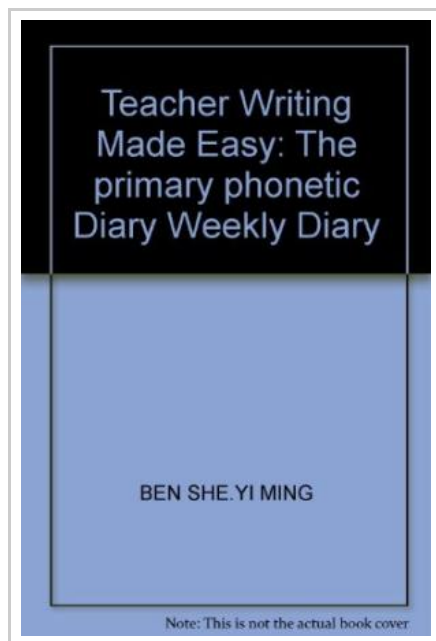 Teacher Writing
Made Easy: The
primary phonetic
Diary Weekly Diary
BEN SHE.YI MING
Note: This is not the actual book cover